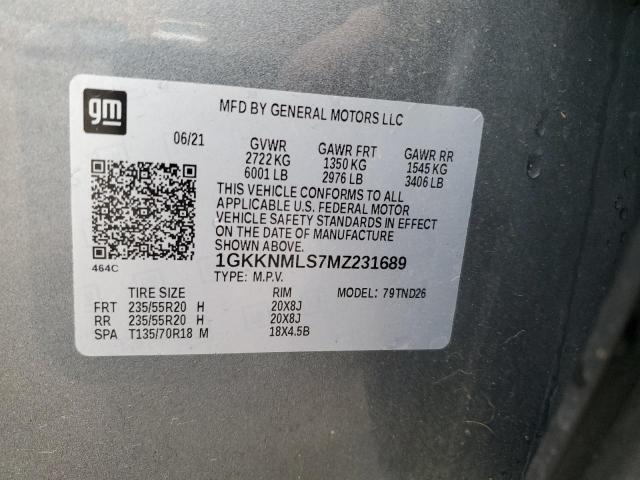 gm
MFD BY GENERAL MOTORS LLC
06/21 GVWR GAWR FRT GAWR RR
2722 KG 1350 KG 1545 KG
6001 LB 2976 LB 3406 LB
THIS VEHICLE CONFORMS TO ALL
APPLICABLE U.S. FEDERAL MOTOR
VEHICLE SAFETY STANDARDS IN EFFECT
ON THE DATE OF MANUFACTURE
SHOWN ABOVE.
464C 1GKKNMLS7MZ231689
TYPE: M.P.V.
TIRE SIZE RIM MODEL: 79TND26
FRT 235/55R20 H 20X8J
RR 235/55R20 H 20X8J
SPA T135/70R18 M 18X4.5B